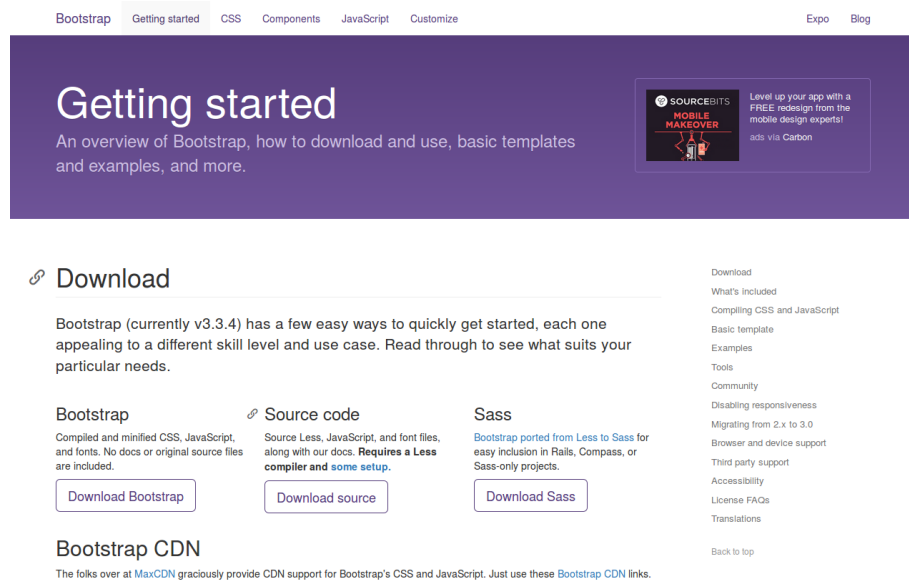 Bootstrap Getting started CSS Components JavaScript Customize Expo Blog
Getting started
An overview of Bootstrap, how to download and use, basic templates
and examples, and more.
SOURCEBITS
MOBILE
MAKEOVER
Level up your app with a
FREE redesign from the
mobile design experts!
ads via Carbon
Download
Bootstrap (currently v3.3.4) has a few easy ways to quickly get started, each one
appealing to a different skill level and use case. Read through to see what suits your
particular needs.
Bootstrap
Compiled and minified CSS, JavaScript,
and fonts. No docs or original source files
are included.
Download Bootstrap
Source code
Source Less, JavaScript, and font files,
along with our docs. Requires a Less
compiler and some setup.
Download source
Sass
Bootstrap ported from Less to Sass for
easy inclusion in Rails, Compass, or
Sass-only projects.
Download Sass
Bootstrap CDN
The folks over at MaxCDN graciously provide CDN support for Bootstrap's CSS and JavaScript. Just use these Bootstrap CDN links.
Download
What's included
Compiling CSS and JavaScript
Basic template
Examples
Tools
Community
Disabling responsiveness
Migrating from 2.x to 3.0
Browser and device support
Third party support
Accessibility
License FAQs
Translations
Back to top